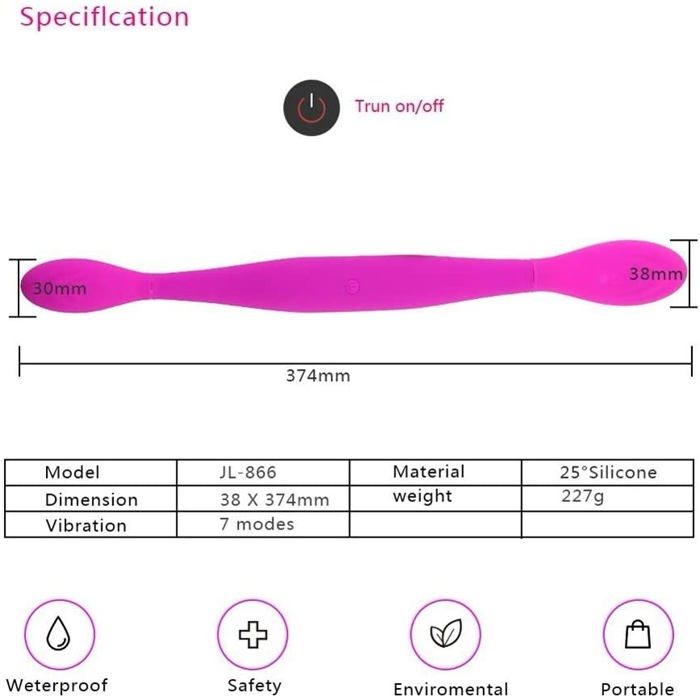 Speciflcation
Trun on/off
30mm
38mm
374mm
Model JL-866 Material 25°Silicone
Dimension 38 X 374mm weight 227g
Vibration 7 modes
Weterproof Safety Enviromental Portable